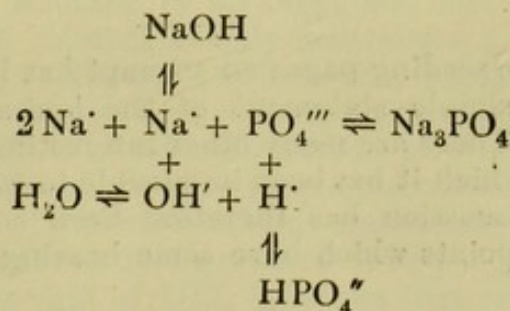 NaOH
⇌
2 Na˙ + Na˙ + PO₄‴ ⇌ Na₃PO₄
+ +
H₂O ⇌ OH′ + H˙
⇌
HPO₄″